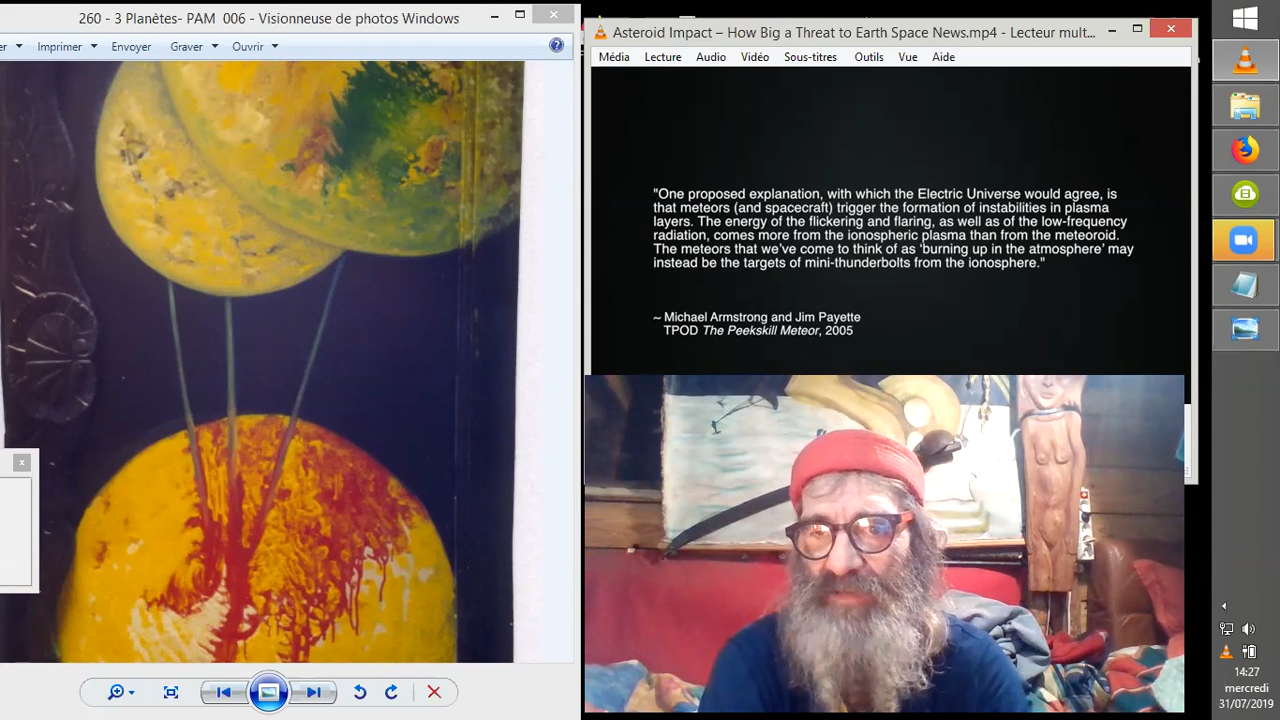 260 - 3 Planètes- PAM 006 - Visionneuse de photos Windows
Imprimer
Envoyer
Graver
Ouvrir
Asteroid Impact – How Big a Threat to Earth Space News.mp4 - Lecteur mult...
Média Lecture Audio Vidéo Sous-titres Outils Vue Aide
"One proposed explanation, with which the Electric Universe would agree, is
that meteors (and spacecraft) trigger the formation of instabilities in plasma
layers. The energy of the flickering and flaring, as well as of the low-frequency
radiation, comes more from the ionospheric plasma than from the meteoroid.
The meteors that we've come to think of as 'burning up in the atmosphere' may
instead be the targets of mini-thunderbolts from the ionosphere."
~ Michael Armstrong and Jim Payette
TPOD The Peekskill Meteor, 2005
14:27
mercredi
31/07/2019